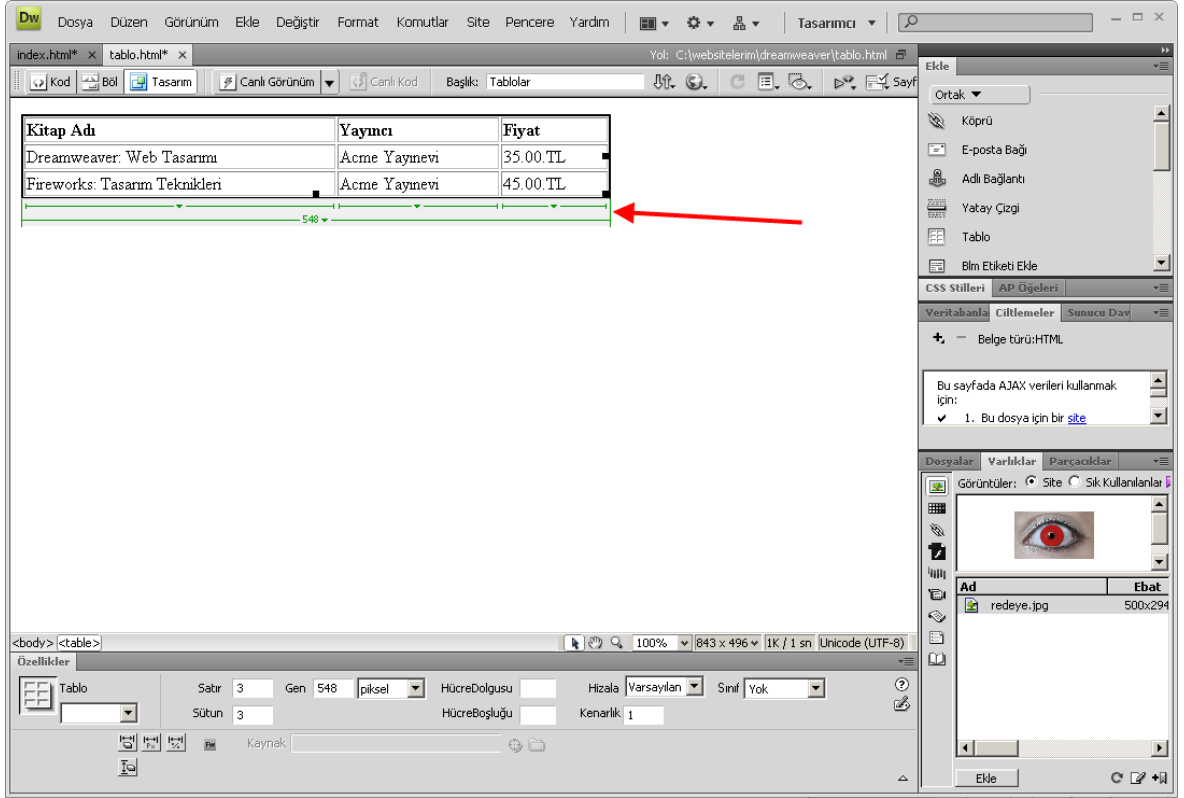 Dw Dosya Düzen Görünüm Ekle Değiştir Format Komutlar Site Pencere Yardım Tasarımcı
index.html* tablo.html* Yol: C:\websitelerim\dreamweaver\tablo.html
Kod Böl Tasarım Canlı Görünüm Canlı Kod Başlık: Tablolar Sayf
Kitap Adı Yayıncı Fiyat
Dreamweaver: Web Tasarımı Acme Yayınevi 35.00.TL
Fireworks: Tasarım Teknikleri Acme Yayınevi 45.00.TL
548
Ekle
Ortak
Köprü
E-posta Bağı
Adlı Bağlantı
Yatay Çizgi
Tablo
Blm Etiketi Ekle
CSS Stilleri AP Öğeleri
Veritabanla Ciltlemeler Sunucu Dav
Belge türü:HTML
Bu sayfada AJAX verileri kullanmak
için:
1. Bu dosya için bir site
Dosyalar Varlıklar Parçacıklar
Görüntüler: Site Sık Kullanılanlar
Ad Ebat
redeye.jpg 500x294
Ekle
<body> <table> 100% 843 x 496 1K / 1 sn Unicode (UTF-8)
Özellikler
Tablo Satır 3 Gen 548 piksel HücreDolgusu Hizala Varsayılan Sınıf Yok
Sütun 3 HücreBoşluğu Kenarlık 1
Fw Kaynak